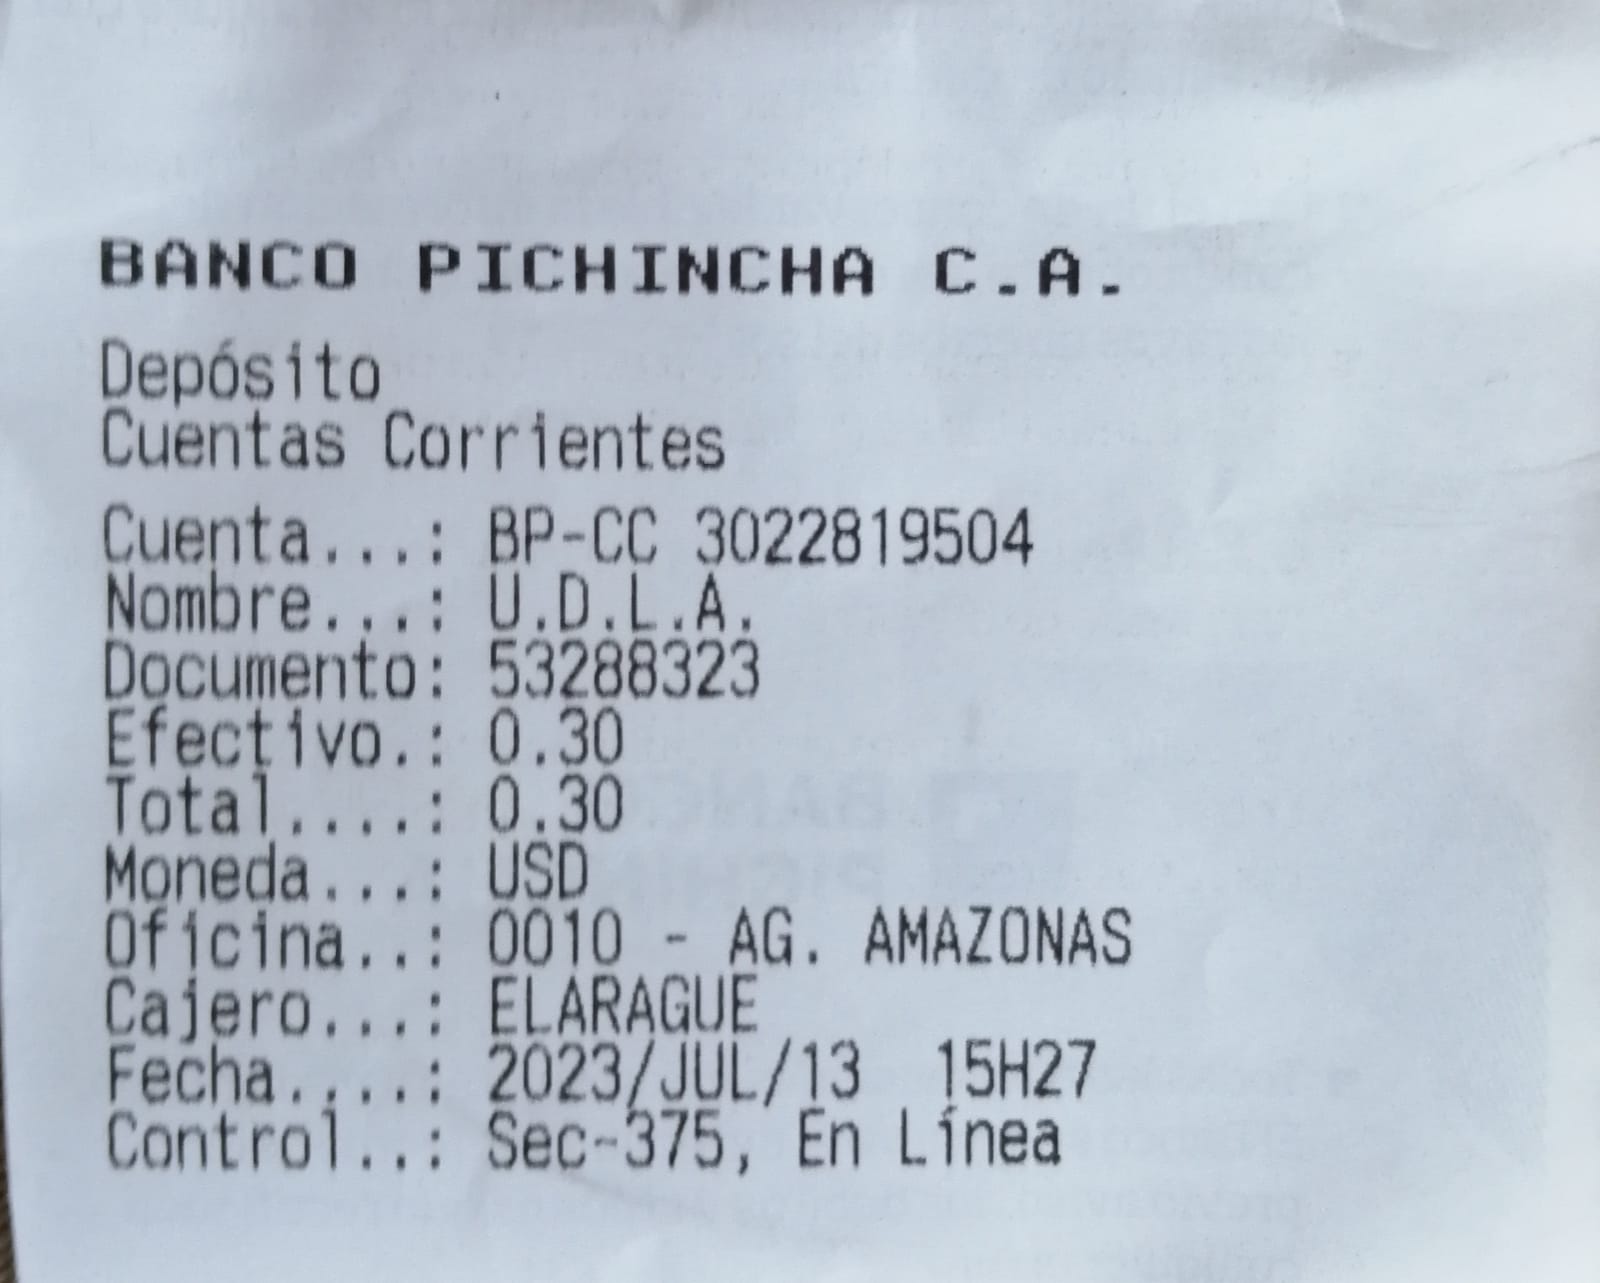 BANCO PICHINCHA C.A.
Depósito
Cuentas Corrientes
Cuenta...: BP-CC 3022819504
Nombre...: U.D.L.A.
Documento: 53288323
Efectivo.: 0.30
Total....: 0.30
Moneda...: USD
Oficina..: 0010 - AG. AMAZONAS
Cajero...: ELARAGUE
Fecha....: 2023/JUL/13  15H27
Control..: Sec-375, En Línea